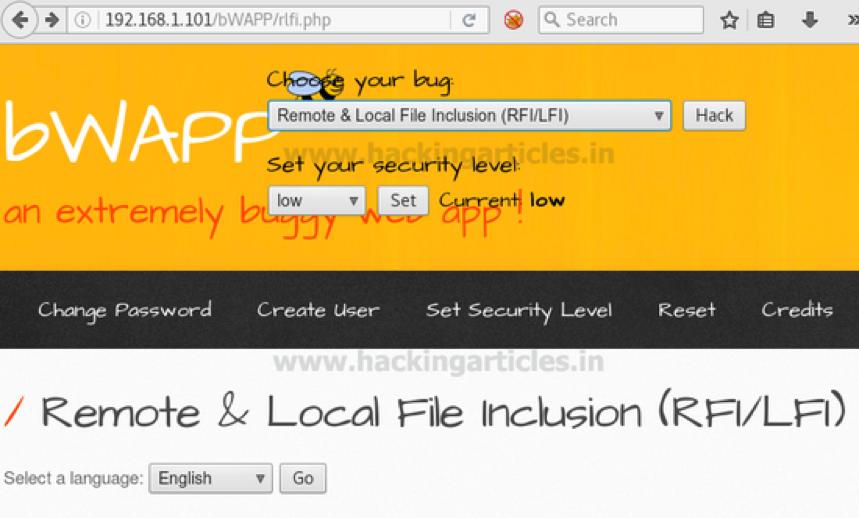 192.168.1.101/bWAPP/rlfi.php
Search
Choose your bug:
bWAPP
Remote & Local File Inclusion (RFI/LFI)
Hack
www.hackingarticles.in
Set your security level:
low
Set
Current: low
an extremely buggy web app !
Change Password
Create User
Set Security Level
Reset
Credits
www.hackingarticles.in
/ Remote & Local File Inclusion (RFI/LFI)
Select a language:
English
Go